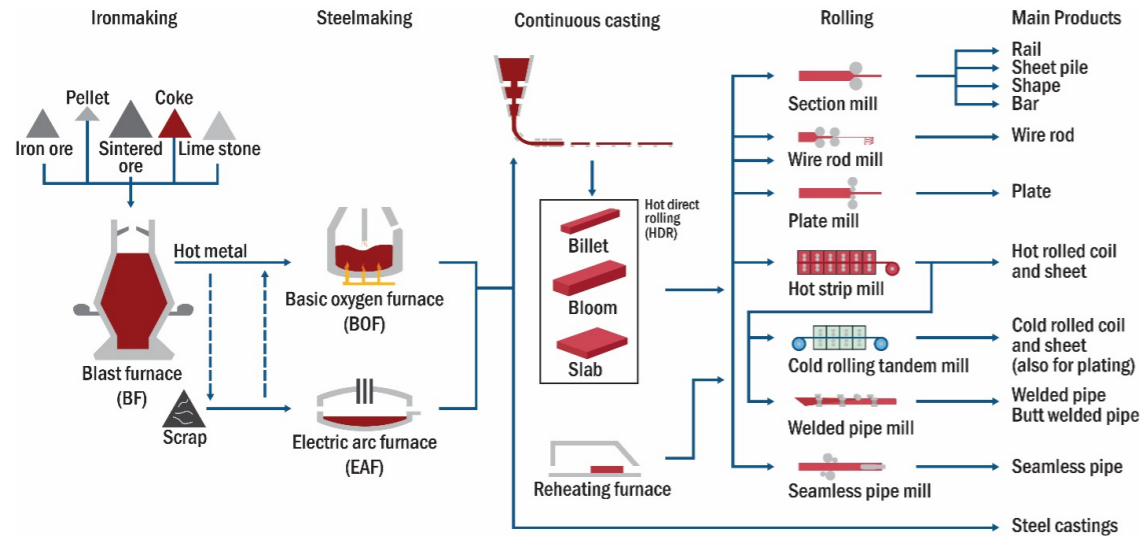 Ironmaking
Steelmaking
Continuous casting
Rolling
Main Products
Pellet
Coke
Iron ore
Sintered
ore
Lime stone
Hot metal
Blast furnace
(BF)
Scrap
Basic oxygen furnace
(BOF)
Electric arc furnace
(EAF)
Hot direct
rolling
(HDR)
Billet
Bloom
Slab
Reheating furnace
Section mill
Rail
Sheet pile
Shape
Bar
Wire rod mill
Wire rod
Plate mill
Plate
Hot strip mill
Hot rolled coil
and sheet
Cold rolling tandem mill
Cold rolled coil
and sheet
(also for plating)
Welded pipe mill
Welded pipe
Butt welded pipe
Seamless pipe mill
Seamless pipe
Steel castings